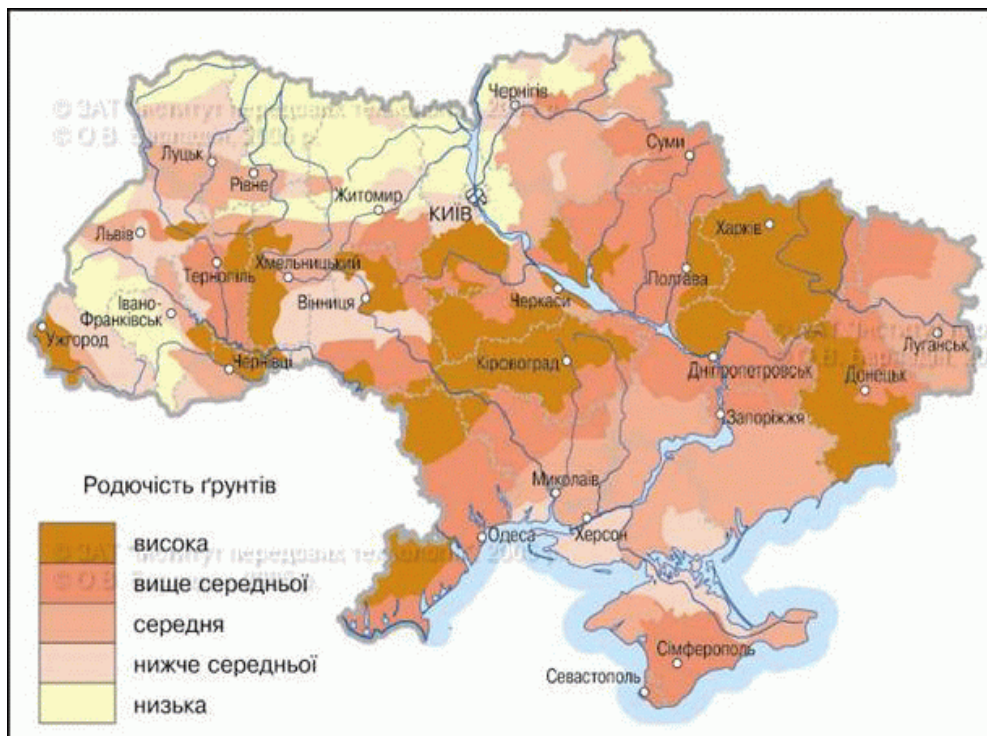 Чернігів
Суми
Луцьк
Рівне
Житомир
КИЇВ
Львів
Харків
Тернопіль
Хмельницький
Полтава
Вінниця
Черкаси
Івано-
Франківськ
Ужгород
Чернівці
Кіровоград
Луганськ
Дніпропетровськ
Донецьк
Запоріжжя
Миколаїв
Херсон
Одеса
Сімферополь
Севастополь
Родючість ґрунтів
висока
вище середньої
середня
нижче середньої
низька